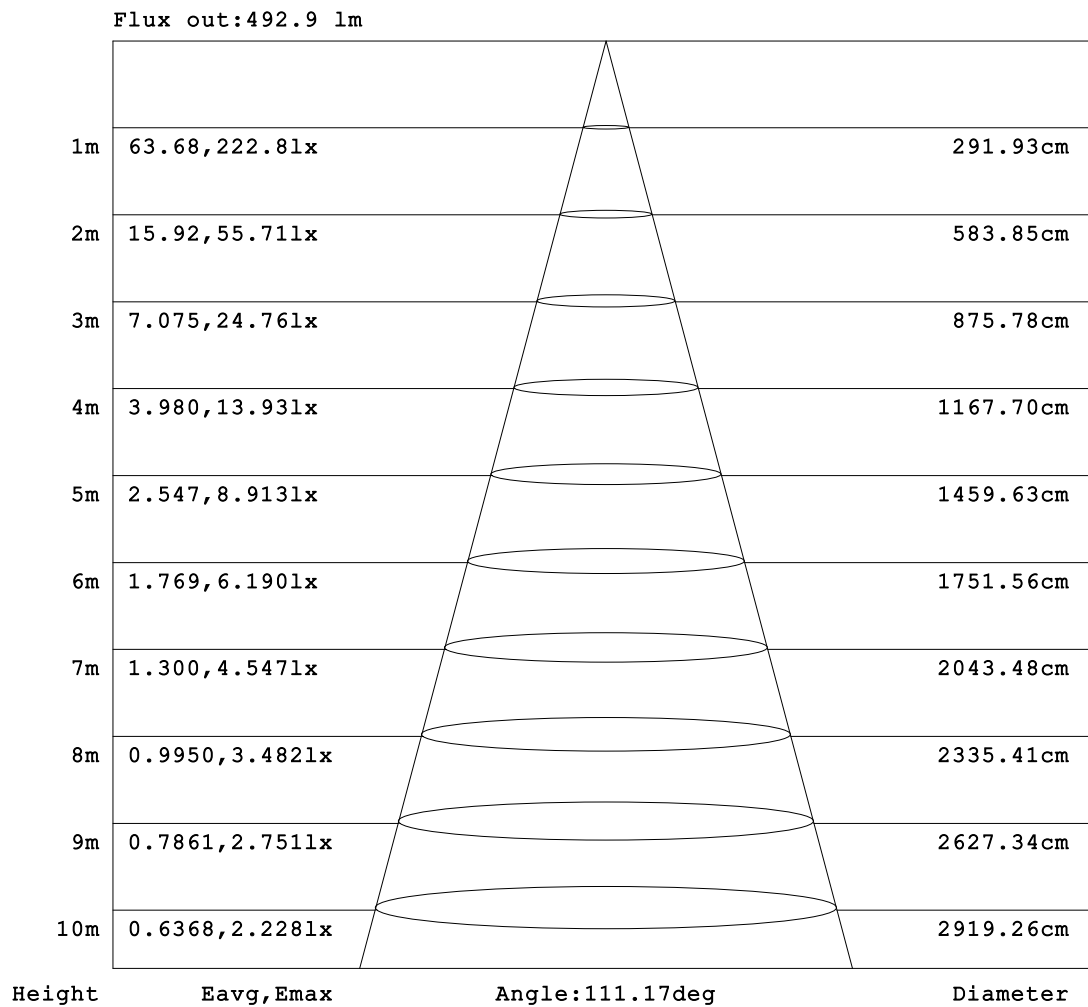 Flux out:492.9 lm
1m 63.68,222.8lx 291.93cm
2m 15.92,55.71lx 583.85cm
3m 7.075,24.76lx 875.78cm
4m 3.980,13.93lx 1167.70cm
5m 2.547,8.913lx 1459.63cm
6m 1.769,6.190lx 1751.56cm
7m 1.300,4.547lx 2043.48cm
8m 0.9950,3.482lx 2335.41cm
9m 0.7861,2.751lx 2627.34cm
10m 0.6368,2.228lx 2919.26cm
Height Eavg,Emax Angle:111.17deg Diameter